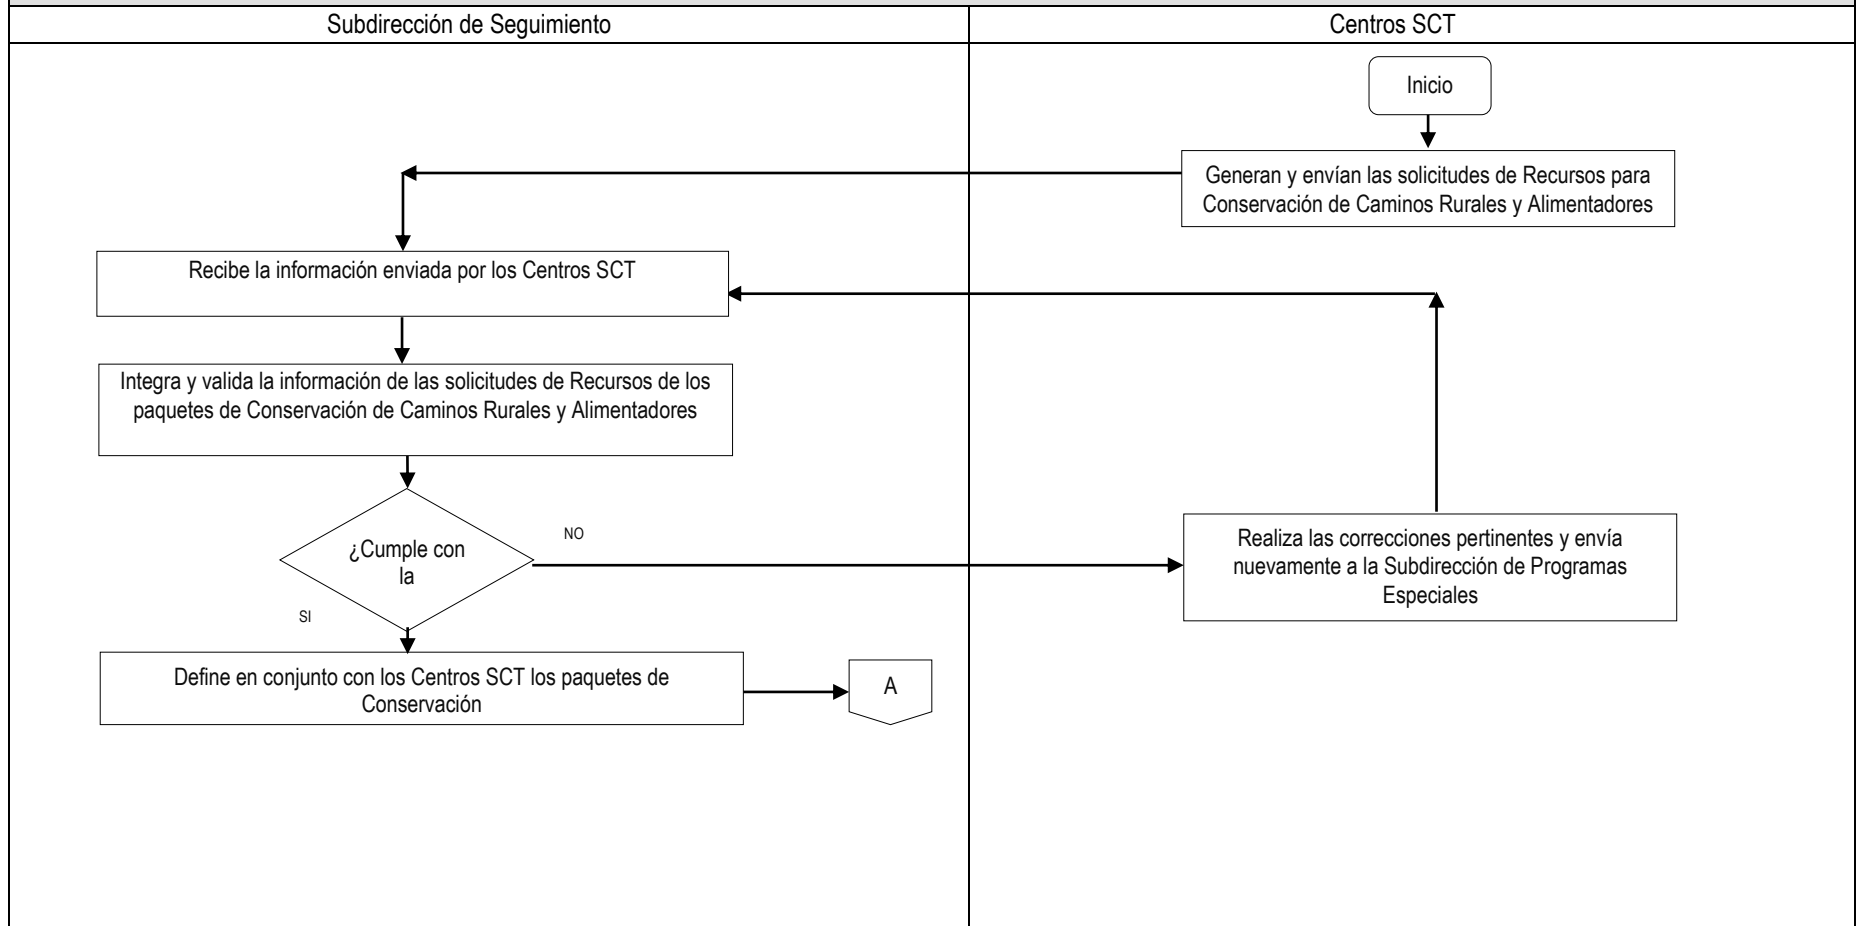 Subdirección de Seguimiento
Centros SCT
Inicio
Generan y envían las solicitudes de Recursos para
Conservación de Caminos Rurales y Alimentadores
Recibe la información enviada por los Centros SCT
Integra y valida la información de las solicitudes de Recursos de los
paquetes de Conservación de Caminos Rurales y Alimentadores
¿Cumple con
la
NO
SI
Realiza las correcciones pertinentes y envía
nuevamente a la Subdirección de Programas
Especiales
Define en conjunto con los Centros SCT los paquetes de
Conservación
A